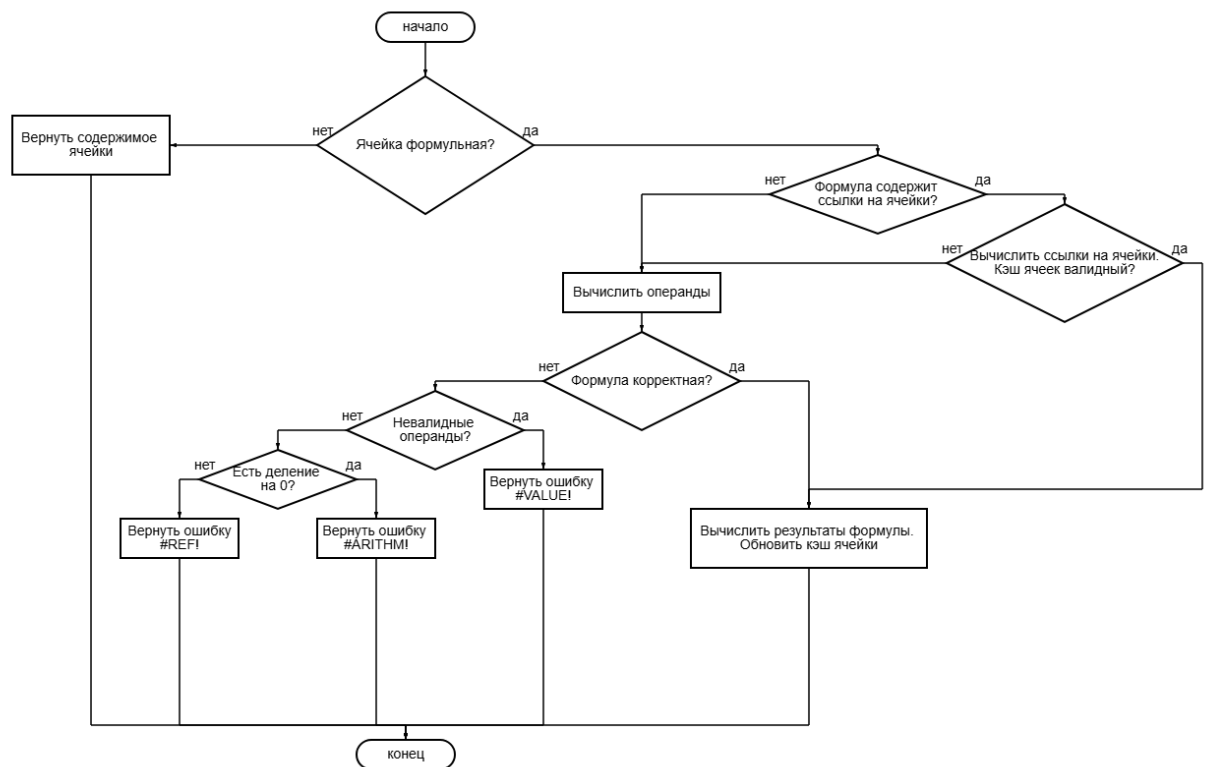 начало
нет
да
Ячейка формульная?
Вернуть содержимое
ячейки
нет
да
Формула содержит
ссылки на ячейки?
нет
да
Вычислить ссылки на ячейки.
Кэш ячеек валидный?
Вычислить операнды
нет
да
Формула корректная?
нет
да
Невалидные
операнды?
нет
да
Есть деление
на 0?
Вернуть ошибку
#VALUE!
Вернуть ошибку
#REF!
Вернуть ошибку
#ARITHM!
Вычислить результаты формулы.
Обновить кэш ячейки
конец